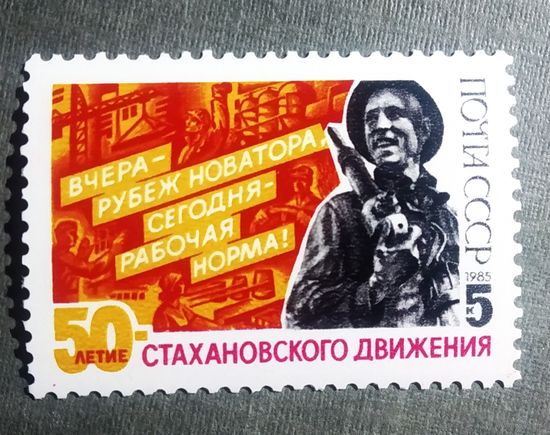 ВЧЕРА–
РУБЕЖ НОВАТОРА,
СЕГОДНЯ–
РАБОЧАЯ
НОРМА!
ПОЧТА СССР
1985
5
К
50-
ЛЕТИЕ
СТАХАНОВСКОГО ДВИЖЕНИЯ